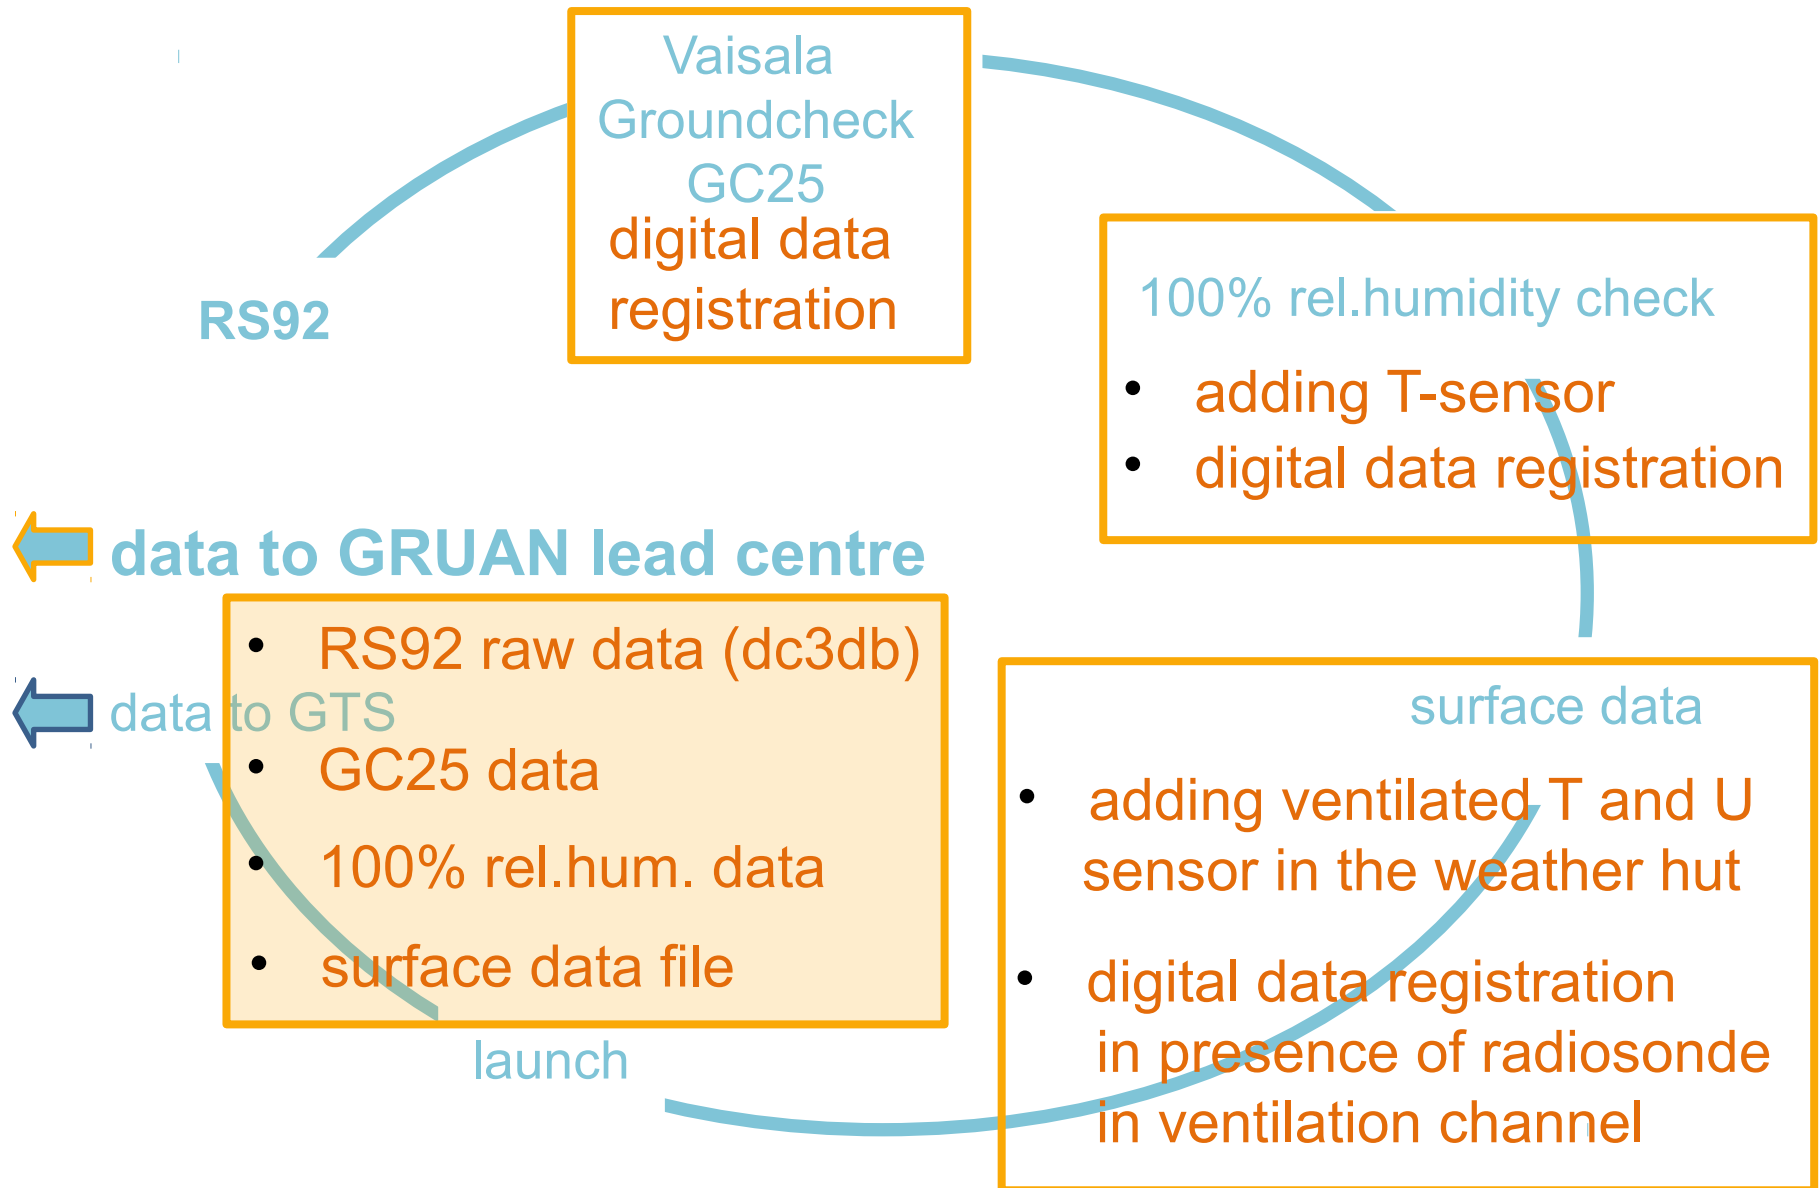 Vaisala
Groundcheck
GC25
digital data
registration
RS92
100% rel.humidity check
• adding T-sensor
• digital data registration
data to GRUAN lead centre
• RS92 raw data (dc3db)
data to GTS
• GC25 data
• 100% rel.hum. data
• surface data file
surface data
• adding ventilated T and U
sensor in the weather hut
• digital data registration
in presence of radiosonde
in ventilation channel
launch